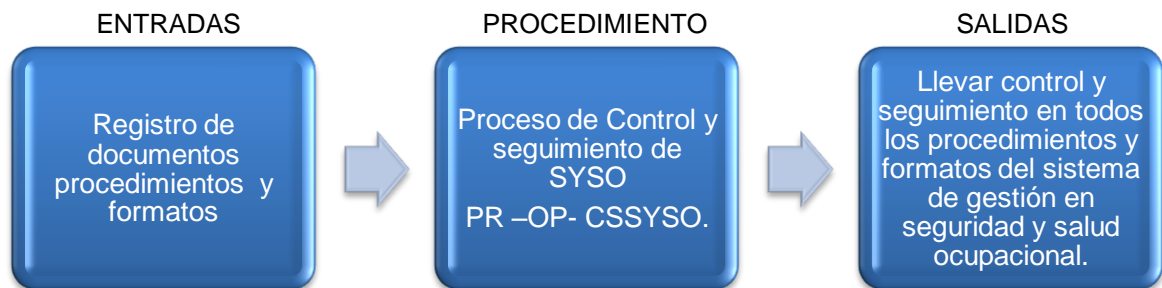 ENTRADAS
Registro de
documentos
procedimientos y
formatos
PROCEDIMIENTO
Proceso de Control y
seguimiento de
SYSO
PR –OP- CSSYSO.
SALIDAS
Llevar control y
seguimiento en todos
los procedimientos y
formatos del sistema
de gestión en
seguridad y salud
ocupacional.